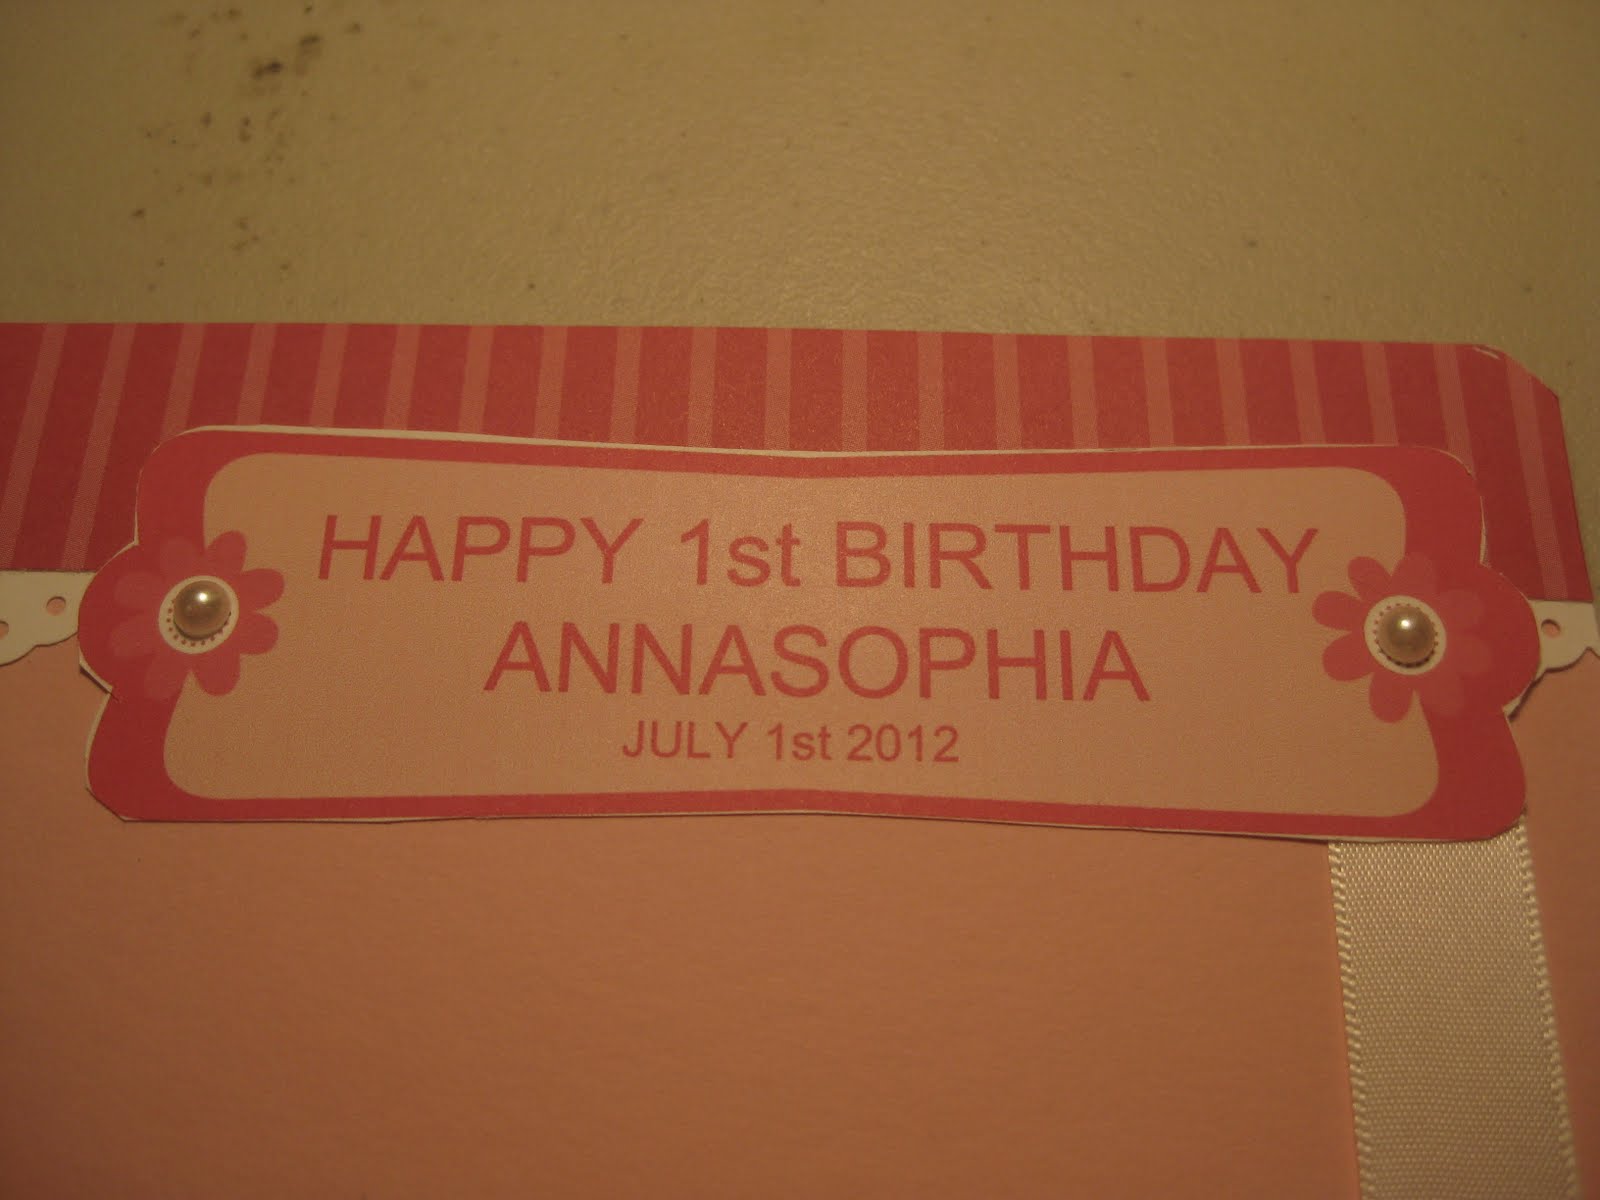 HAPPY 1st BIRTHDAY
ANNASOPHIA
JULY 1st 2012